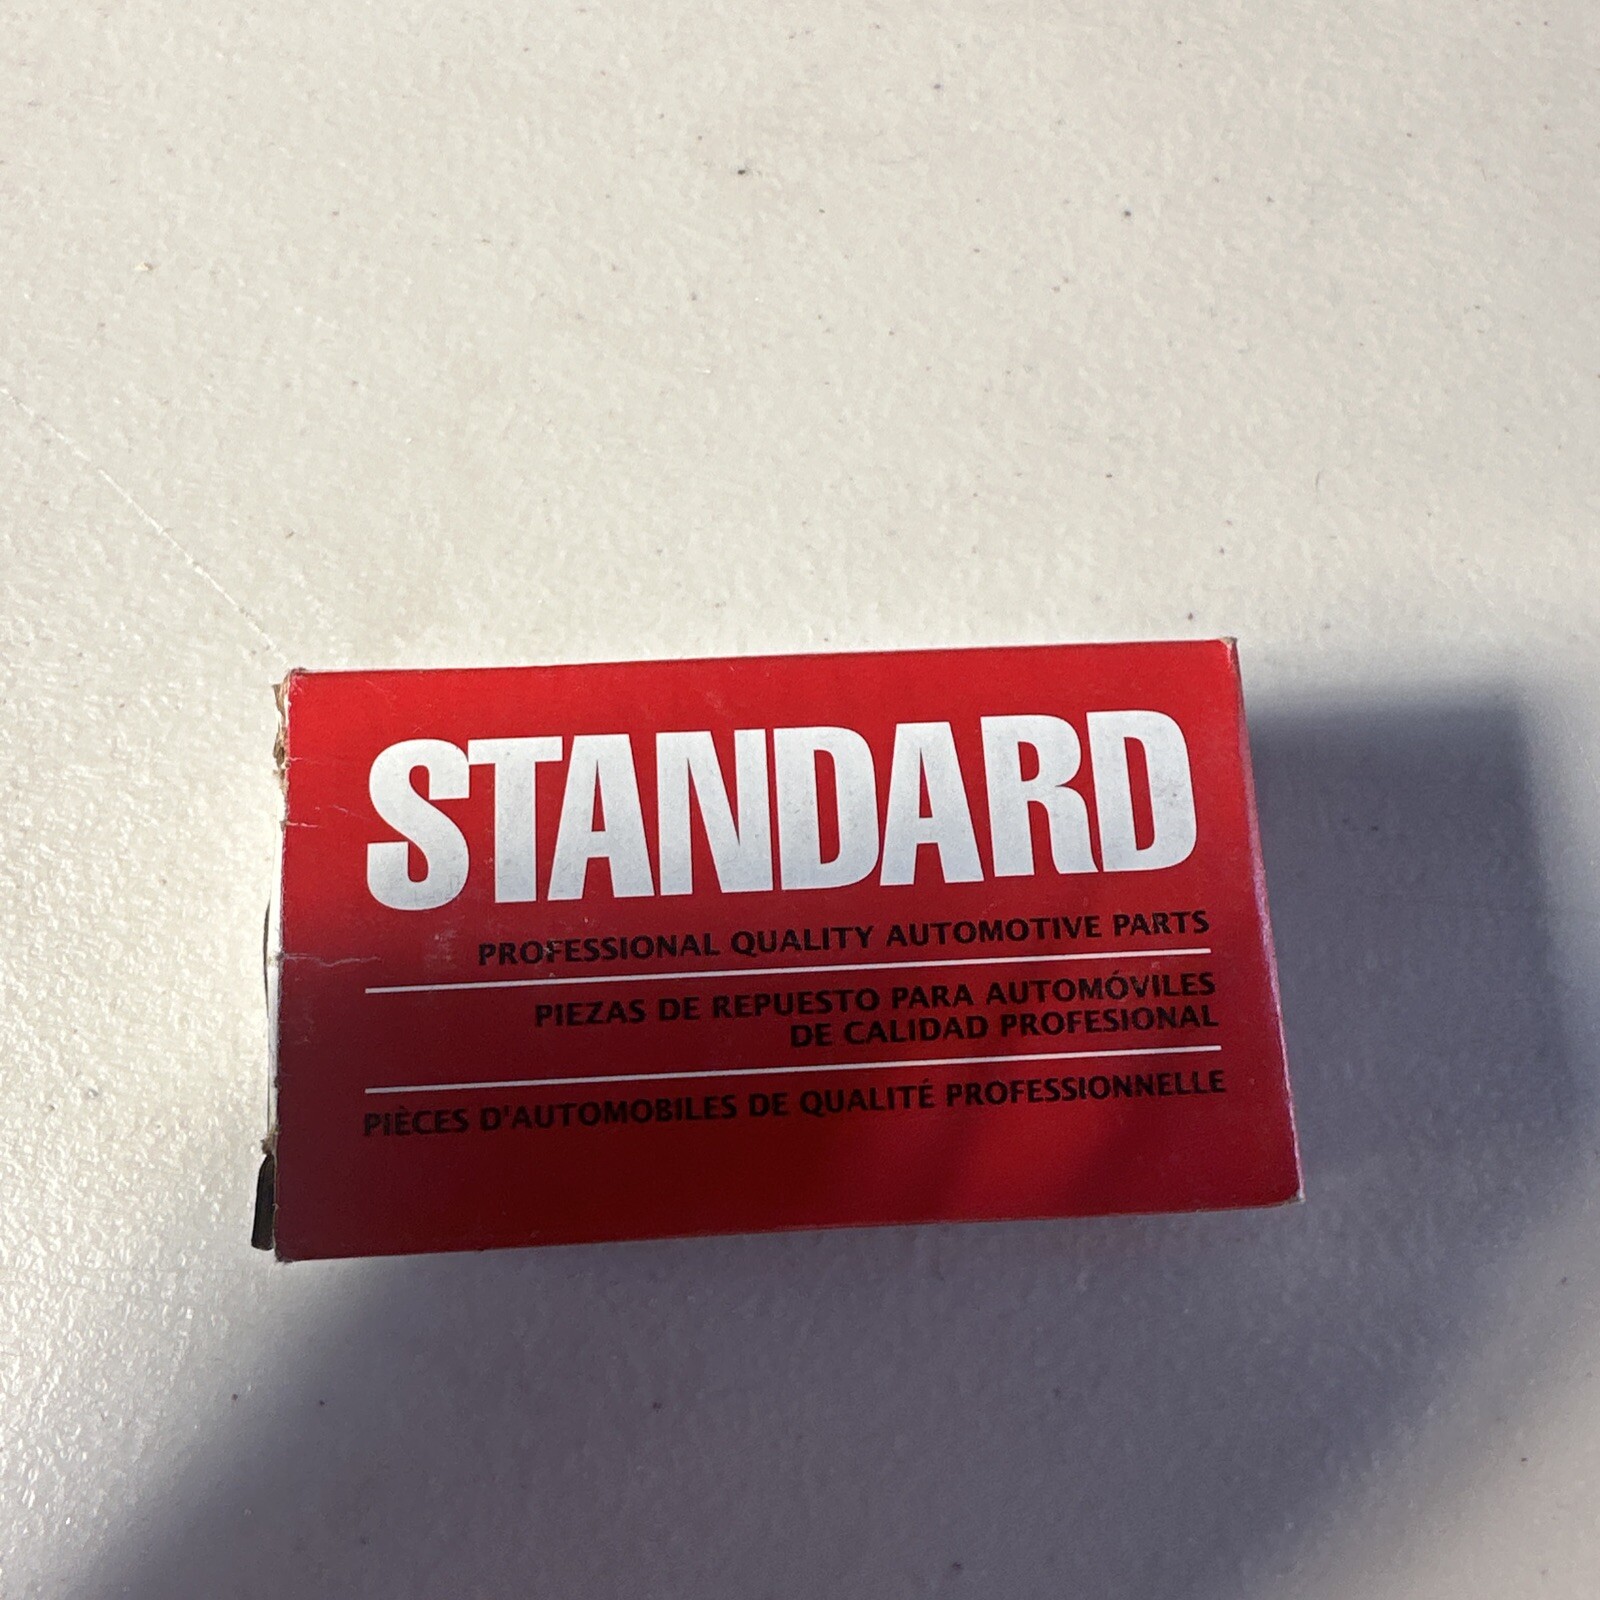 STANDARD
PROFESSIONAL QUALITY AUTOMOTIVE PARTS
PIEZAS DE REPUESTO PARA AUTOMÓVILES
DE CALIDAD PROFESIONAL
PIÈCES D'AUTOMOBILES DE QUALITÉ PROFESSIONNELLE